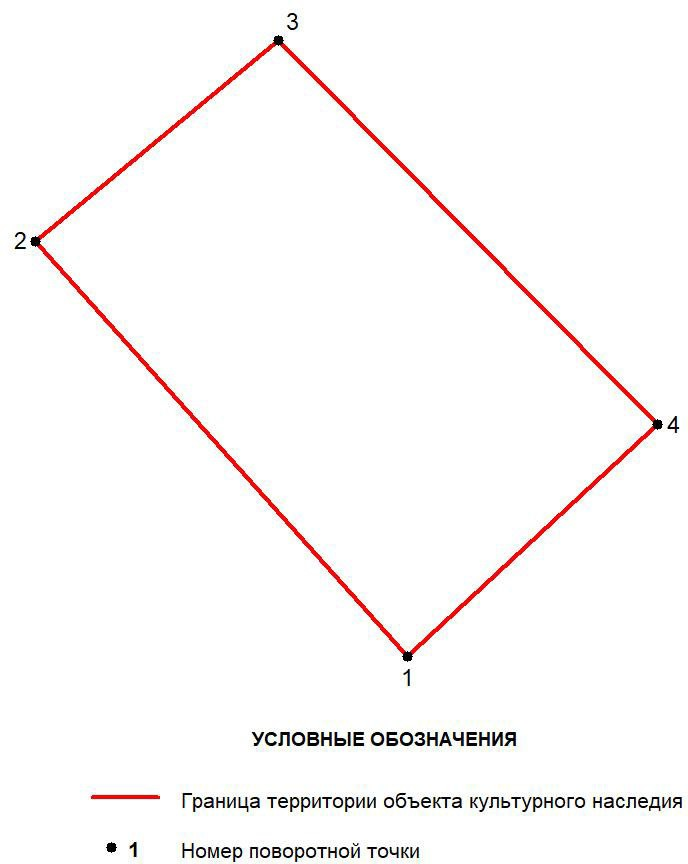 3
2
4
1
УСЛОВНЫЕ ОБОЗНАЧЕНИЯ
Граница территории объекта культурного наследия
1 Номер поворотной точки